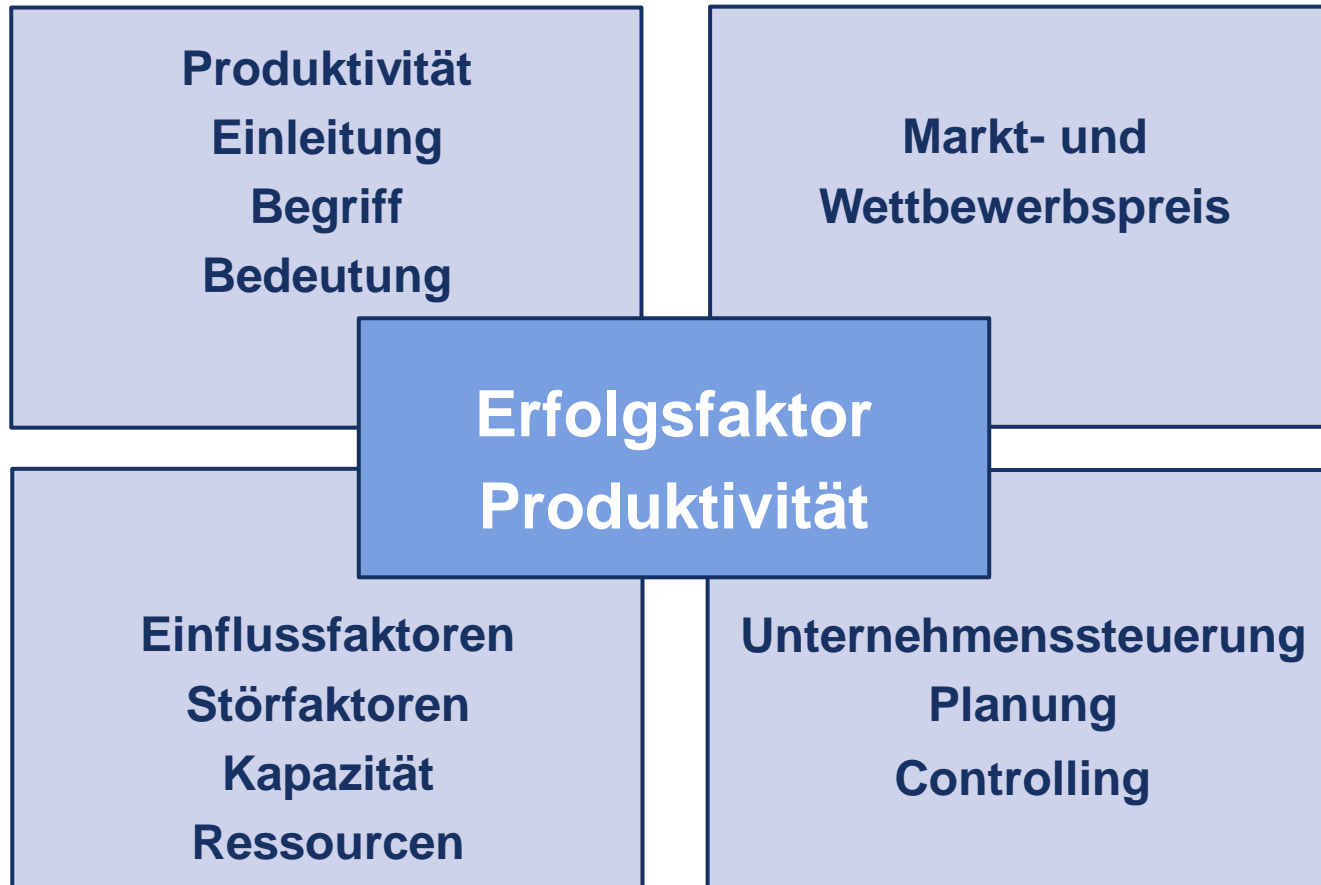 Produktivität
Einleitung
Begriff
Bedeutung
Markt- und
Wettbewerbspreis
Erfolgsfaktor
Produktivität
Einflussfaktoren
Störfaktoren
Kapazität
Ressourcen
Unternehmenssteuerung
Planung
Controlling